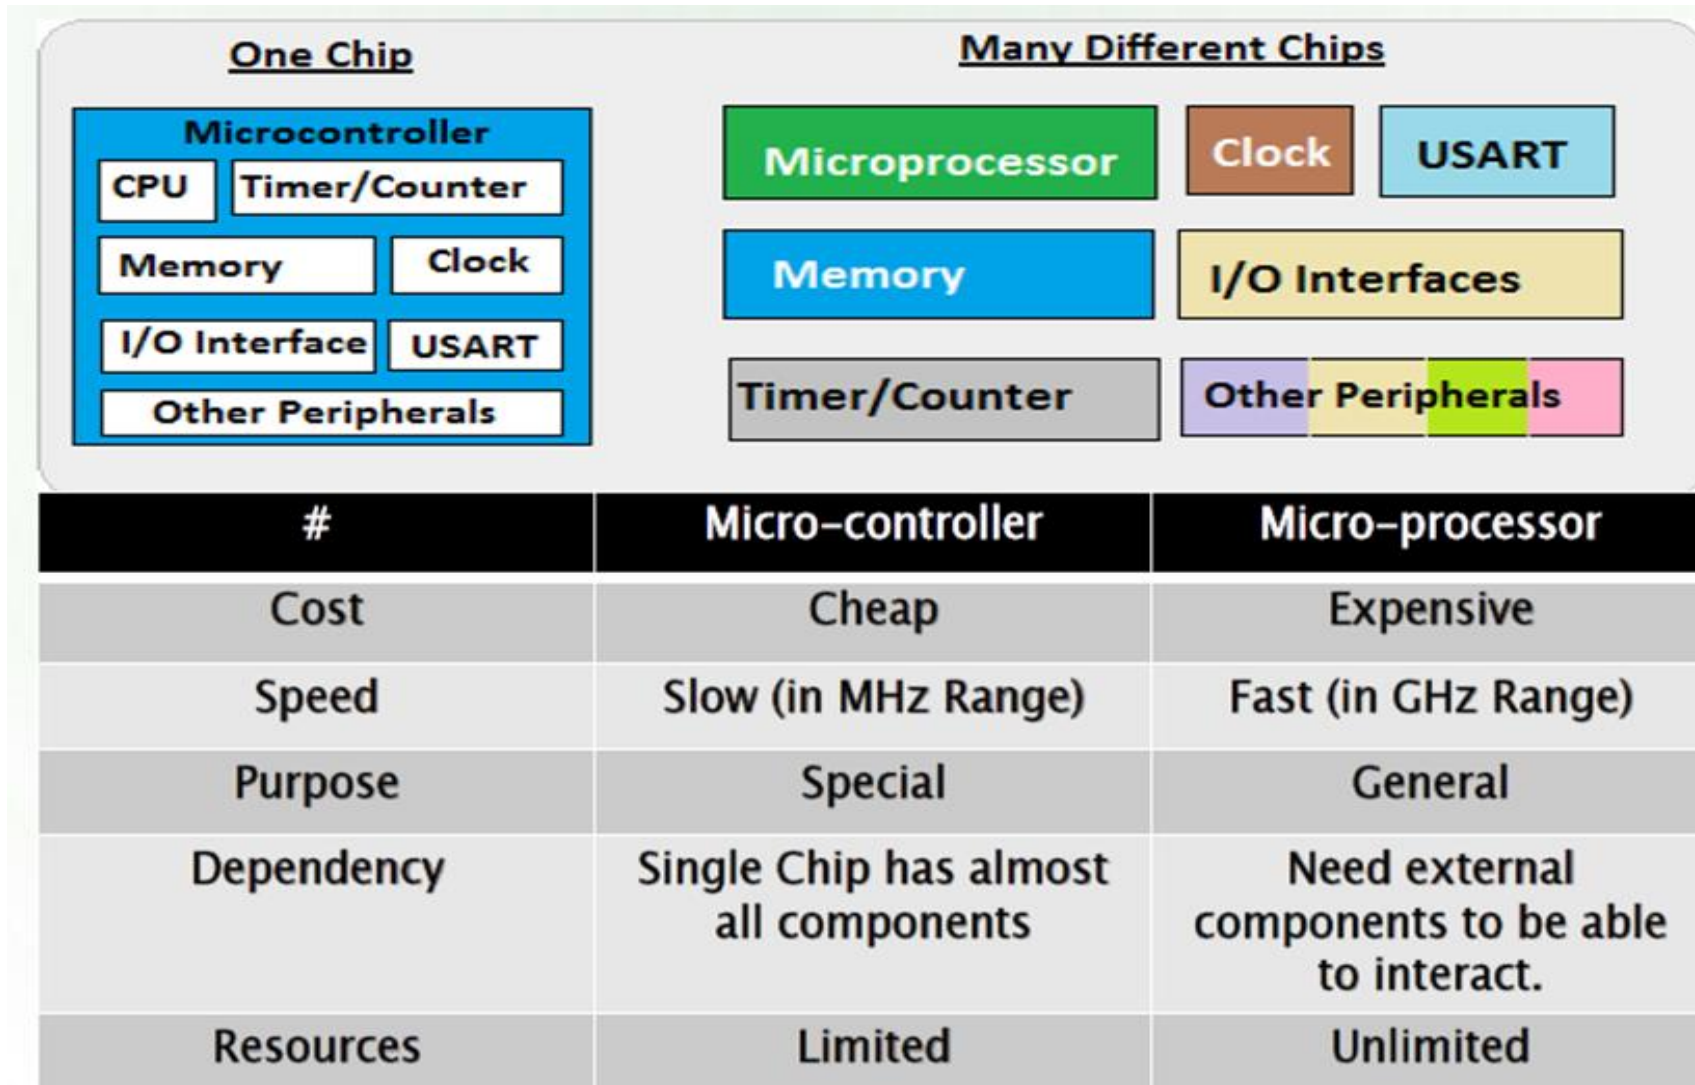 One Chip
Many Different Chips
Microcontroller
CPU
Timer/Counter
Memory
Clock
I/O Interface
USART
Other Peripherals
Microprocessor
Clock
USART
Memory
I/O Interfaces
Timer/Counter
Other Peripherals
# Micro-controller Micro-processor
Cost Cheap Expensive
Speed Slow (in MHz Range) Fast (in GHz Range)
Purpose Special General
Dependency
Single Chip has almost
all components
Need external
components to be able
to interact.
Resources Limited Unlimited